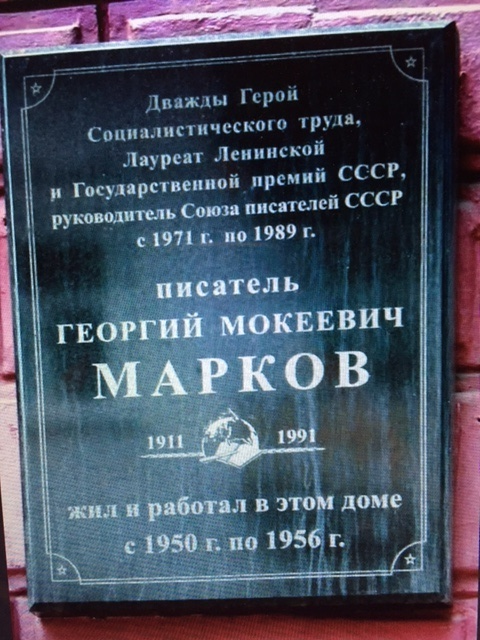 Дважды Герой
Социалистического труда,
Лауреат Ленинской
и Государственной премий СССР,
руководитель Союза писателей СССР
с 1971 г. по 1989 г.
писатель
ГЕОРГИЙ МОКЕЕВИЧ
МАРКОВ
1911 1991
жил и работал в этом доме
с 1950 г. по 1956 г.